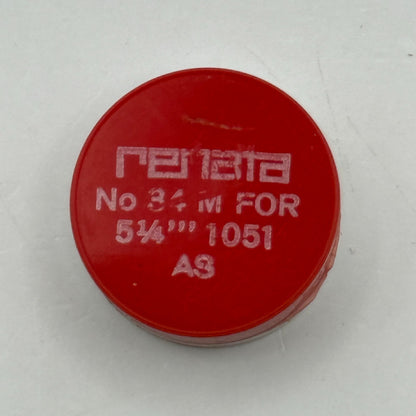 renata
No 34 M FOR
5¼''' 1051
AS